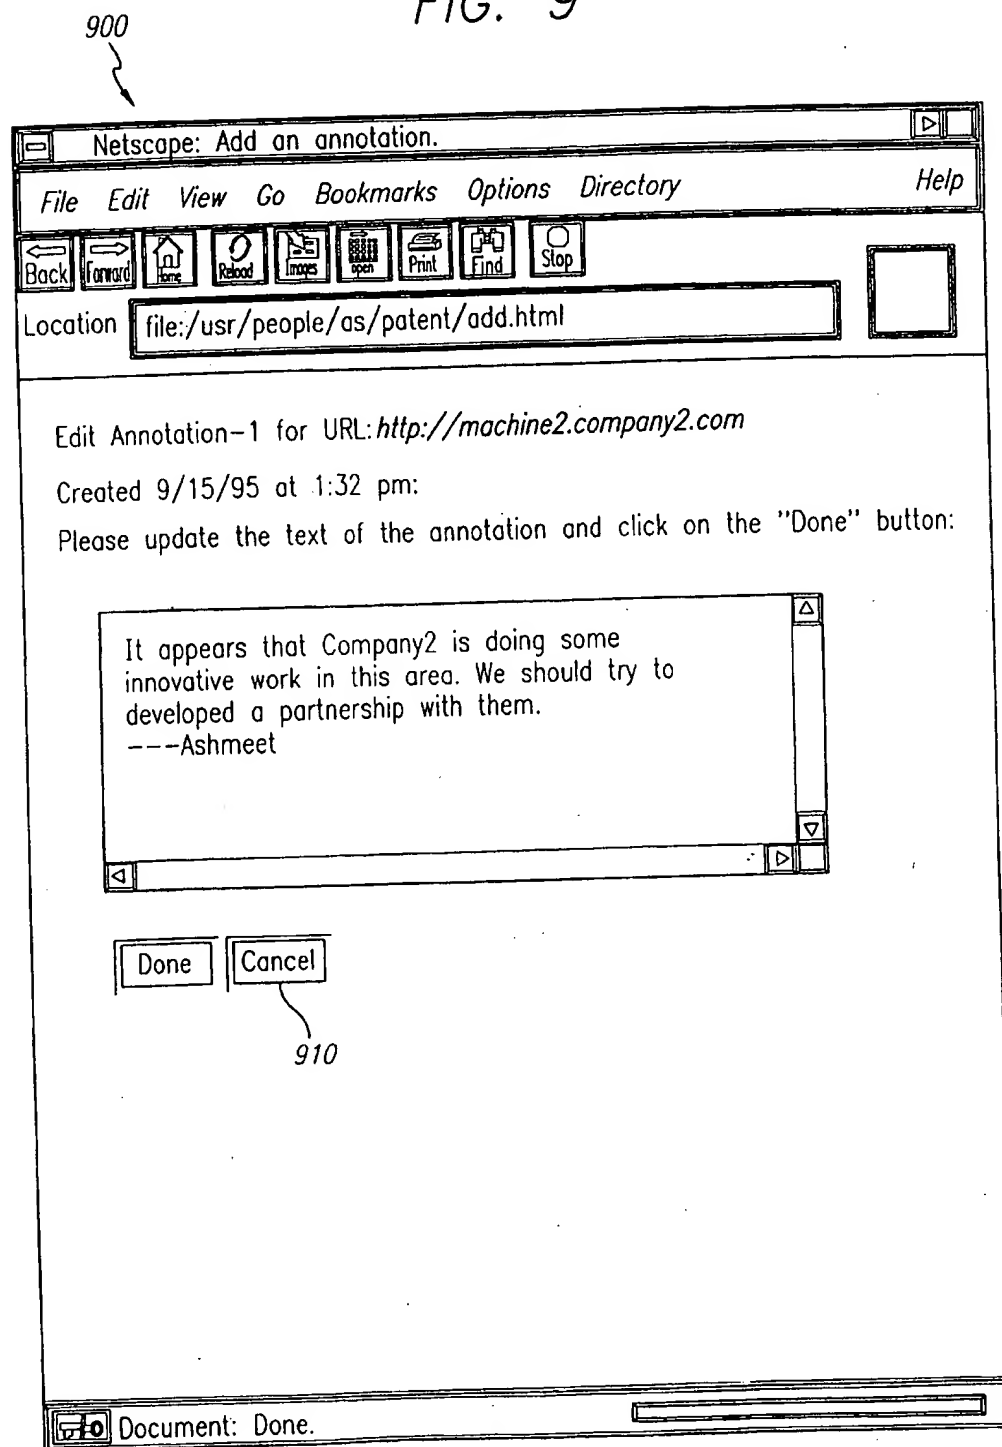 FIG. 9
900
Netscape: Add an annotation.
File Edit View Go Bookmarks Options Directory Help
Back Forward Home Reload Images open Print Find Stop
Location file:/usr/people/as/patent/add.html
Edit Annotation-1 for URL: http://machine2.company2.com
Created 9/15/95 at 1:32 pm:
Please update the text of the annotation and click on the "Done" button:
It appears that Company2 is doing some
innovative work in this area. We should try to
developed a partnership with them.
---Ashmeet
Done Cancel
910
Document: Done.